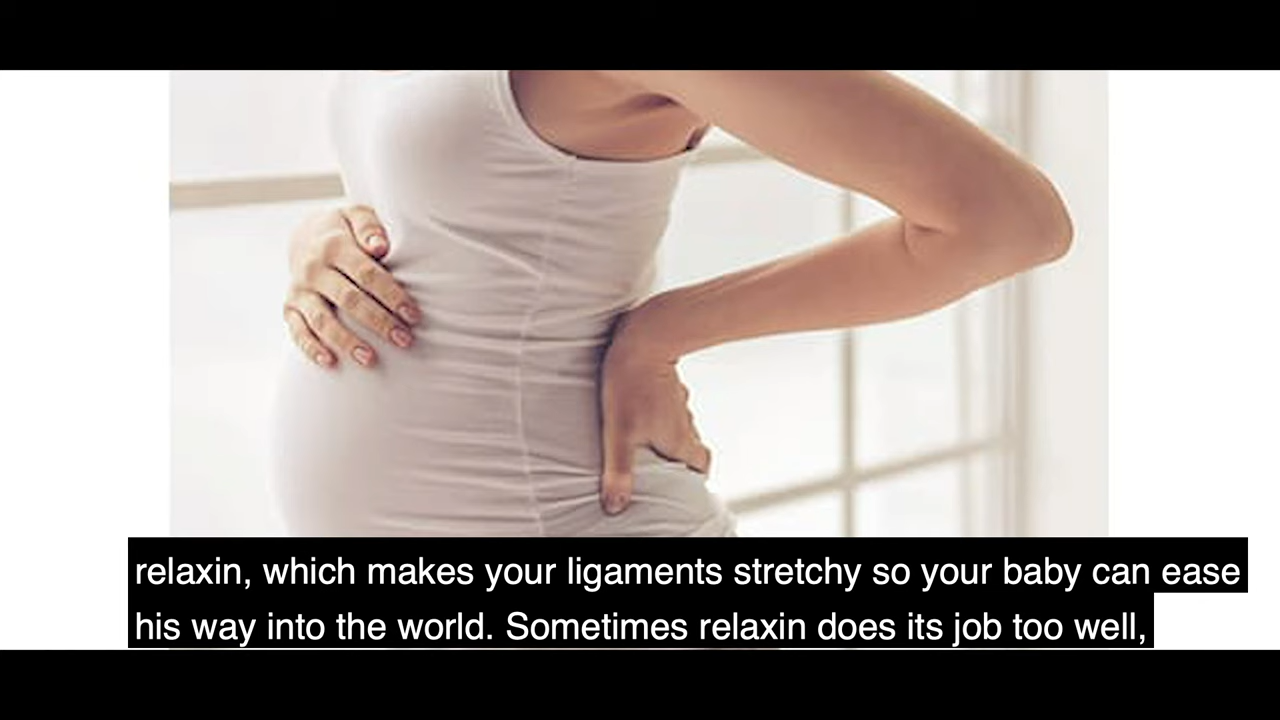 relaxin, which makes your ligaments stretchy so your baby can ease
his way into the world. Sometimes relaxin does its job too well,